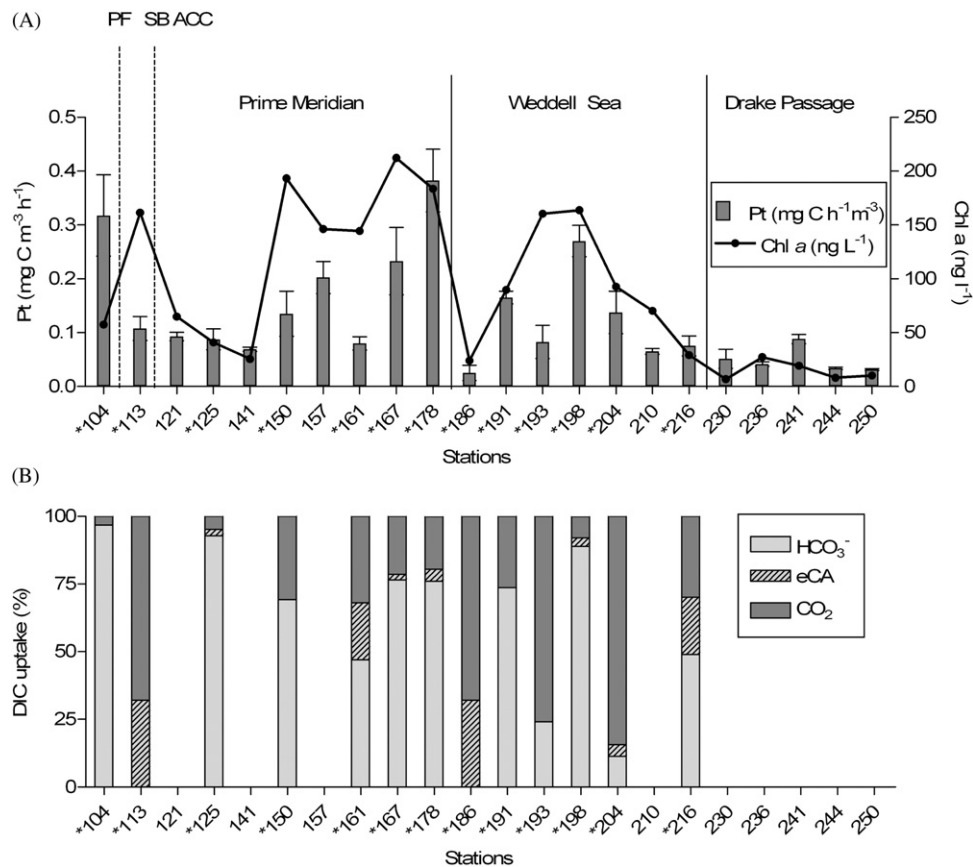 (A)
PF SB ACC
Prime Meridian Weddell Sea Drake Passage
0.5 250
0.4 200
0.3 150
0.2 100
0.1 50
0.0 0
Pt (mg C m-3 h-1)
Chl a (ng l-1)
Pt (mg C h-1 m-3)
Chl a (ng L-1)
*104 *113 121 *125 141 *150 157 *161 *167 *178 *186 *191 *193 *198 *204 210 *216 230 236 241 244 250
Stations
(B)
100
75
50
25
0
DIC uptake (%)
HCO3-
eCA
CO2
*104 *113 121 *125 141 *150 157 *161 *167 *178 *186 *191 *193 *198 *204 210 *216 230 236 241 244 250
Stations